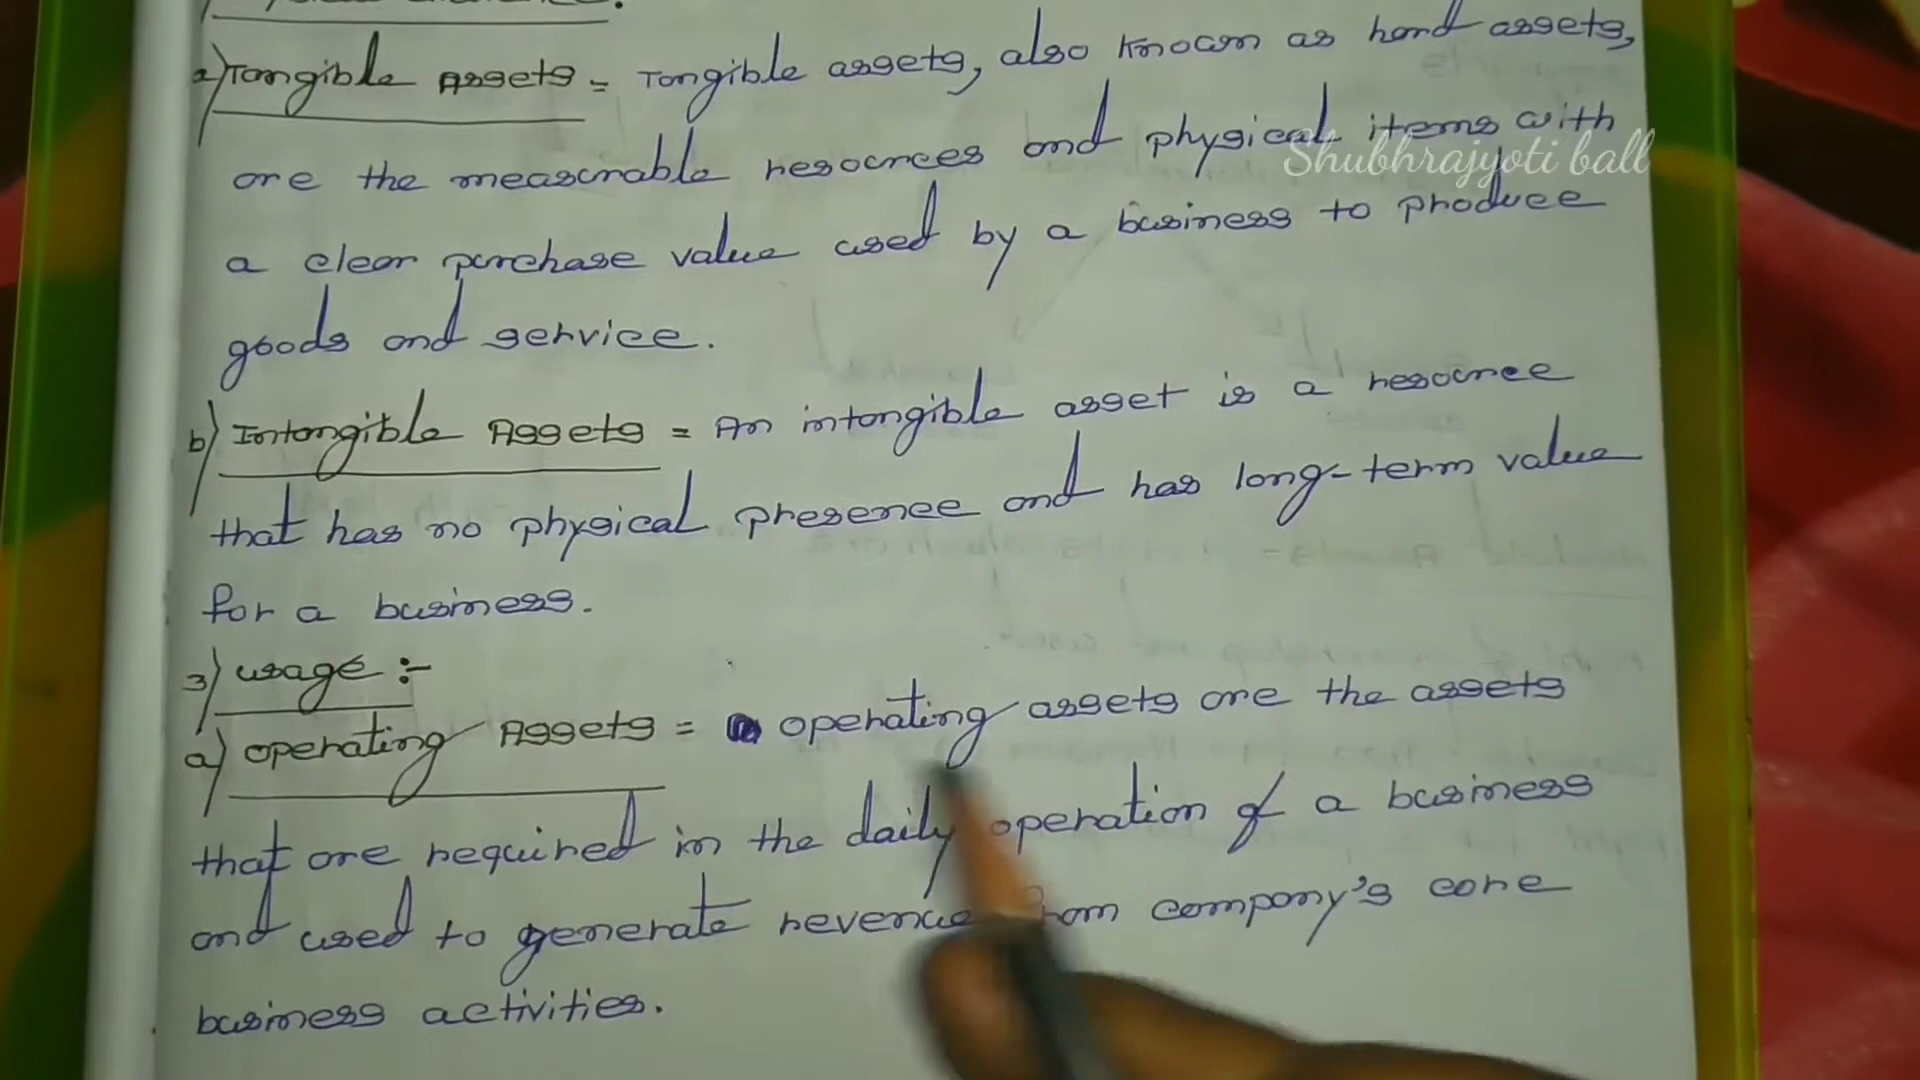 a) Tangible Assets = Tangible assets, also known as hard assets,
are the measurable resources and physical items with
Shubhrajyoti ball
a clear purchase value used by a business to produce
goods and service.
b) Intangible Assets = An intangible asset is a resource
that has no physical presence and has long-term value
for a business.
3) usage :-
a) operating Assets = operating assets are the assets
that are required in the daily operation of a business
and used to generate revenue from company's core
business activities.